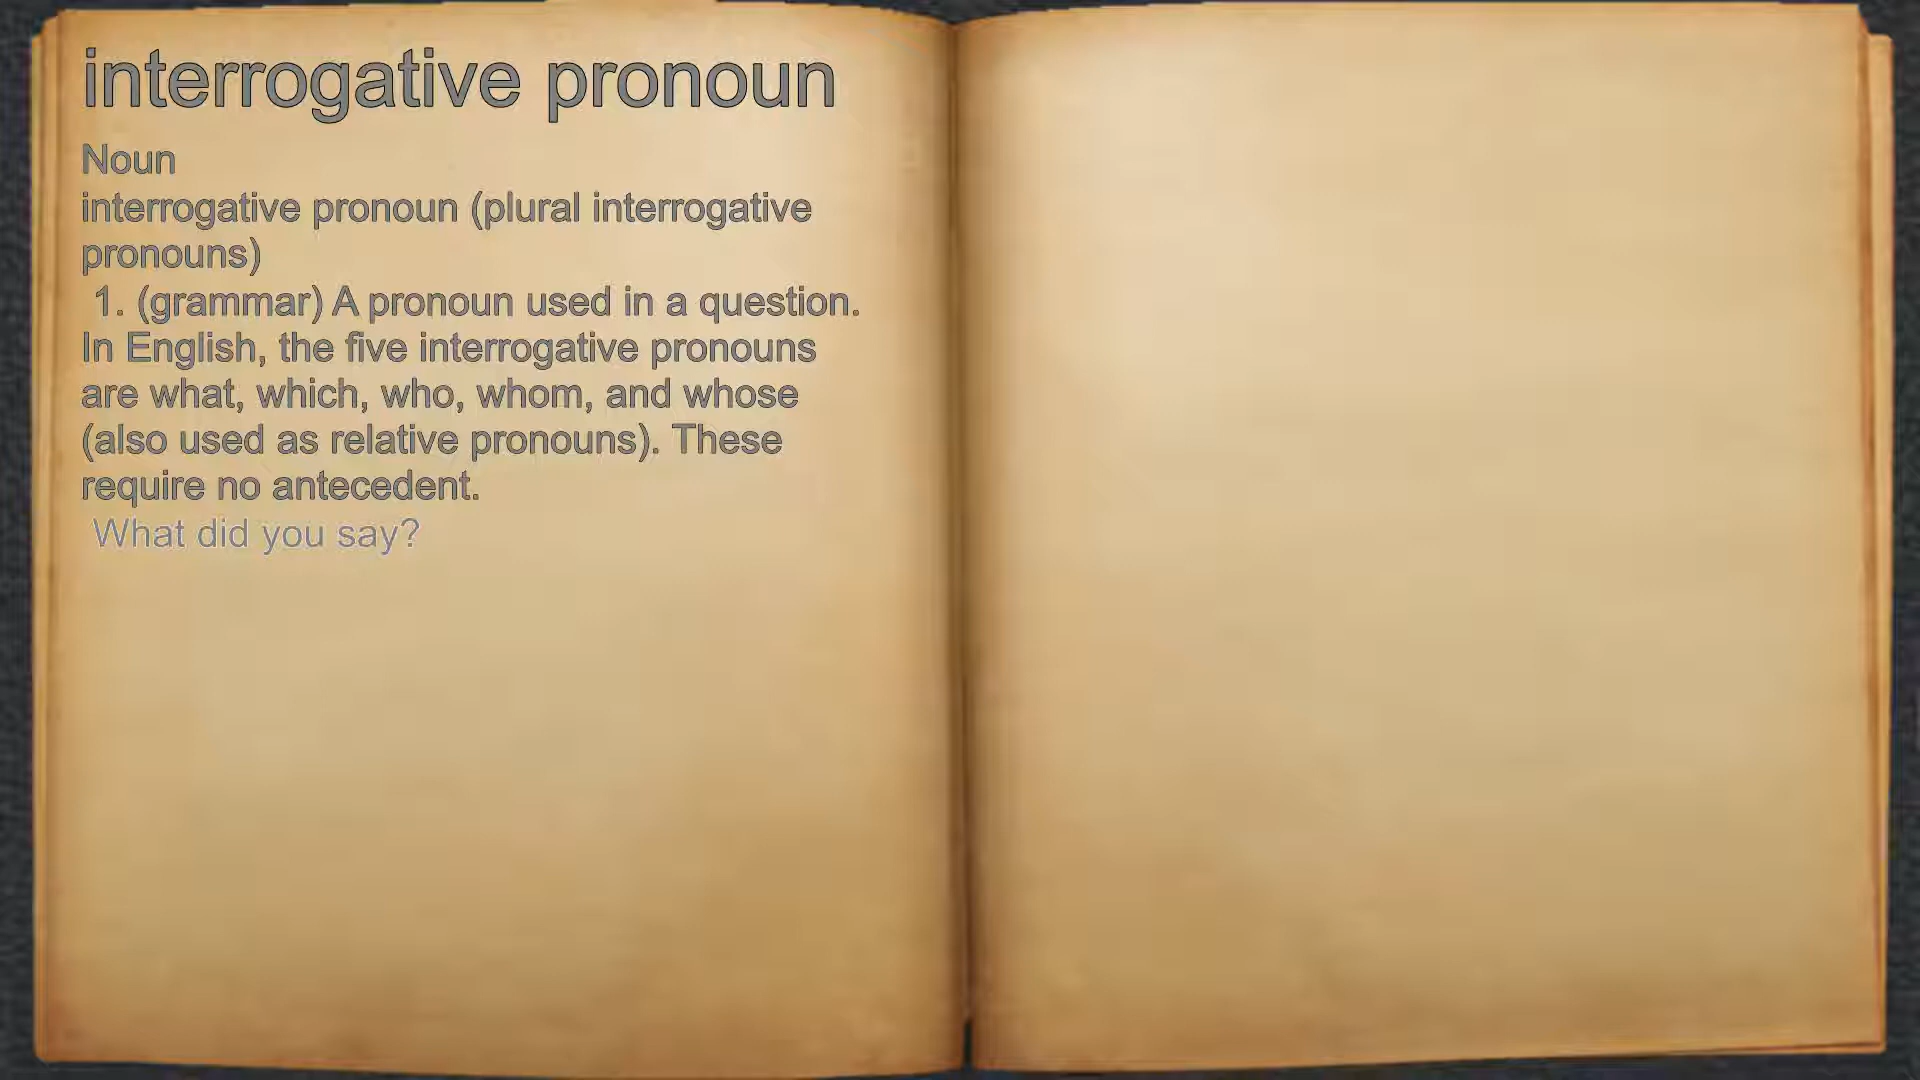 interrogative pronoun
Noun
interrogative pronoun (plural interrogative
pronouns)
1. (grammar) A pronoun used in a question.
In English, the five interrogative pronouns
are what, which, who, whom, and whose
(also used as relative pronouns). These
require no antecedent.
What did you say?